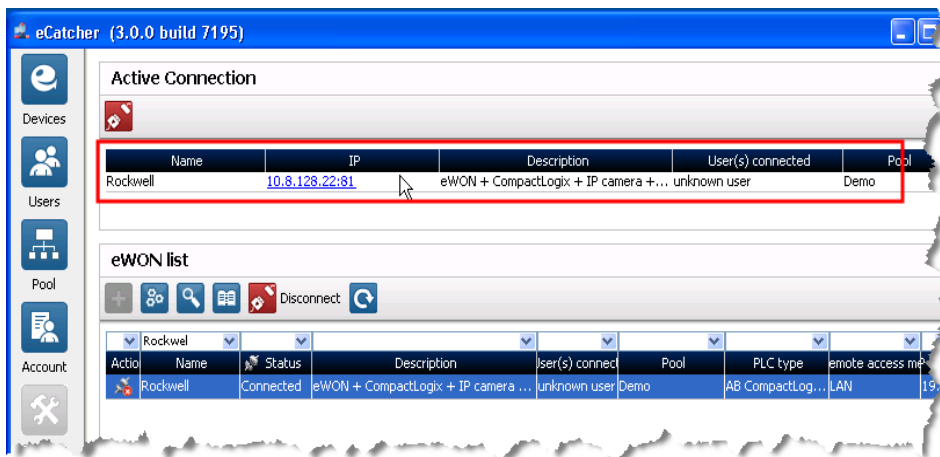 eCatcher (3.0.0 build 7195)
Devices
Users
Pool
Account
Active Connection
Name IP Description User(s) connected Pool
Rockwell 10.8.128.22:81 eWON + CompactLogix + IP camera +... unknown user Demo
eWON list
Disconnect
Rockwel
Actio Name Status Description Jser(s) connect Pool PLC type emote access me
Rockwell Connected eWON + CompactLogix + IP camera ... unknown user Demo AB CompactLog... LAN 19.